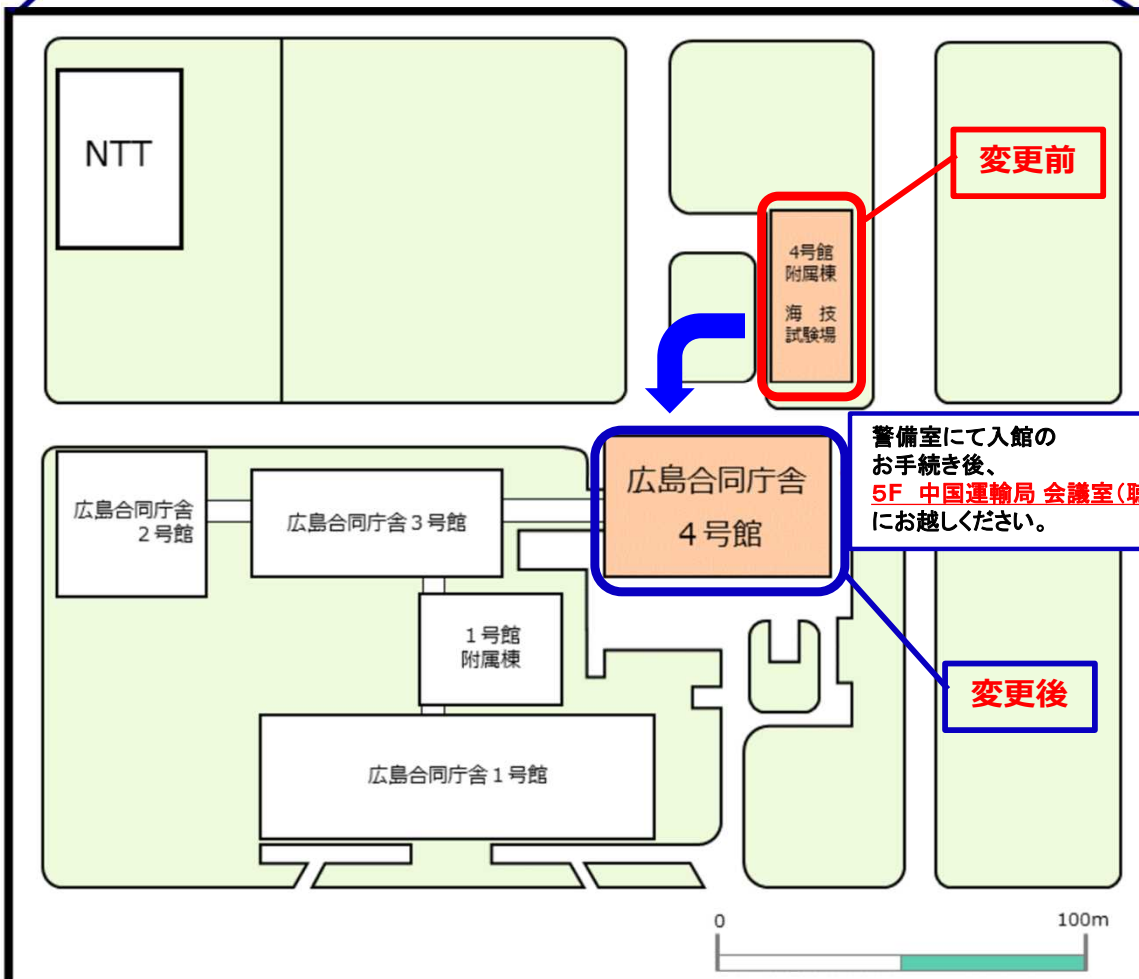 NTT
変更前
4号館
附属棟
海 技
試験場
警備室にて入館の
お手続き後、
5F 中国運輸局 会議室(
にお越しください。
広島合同庁舎
4号館
広島合同庁舎
2号館
広島合同庁舎3号館
1号館
附属棟
変更後
広島合同庁舎1号館
0
100m